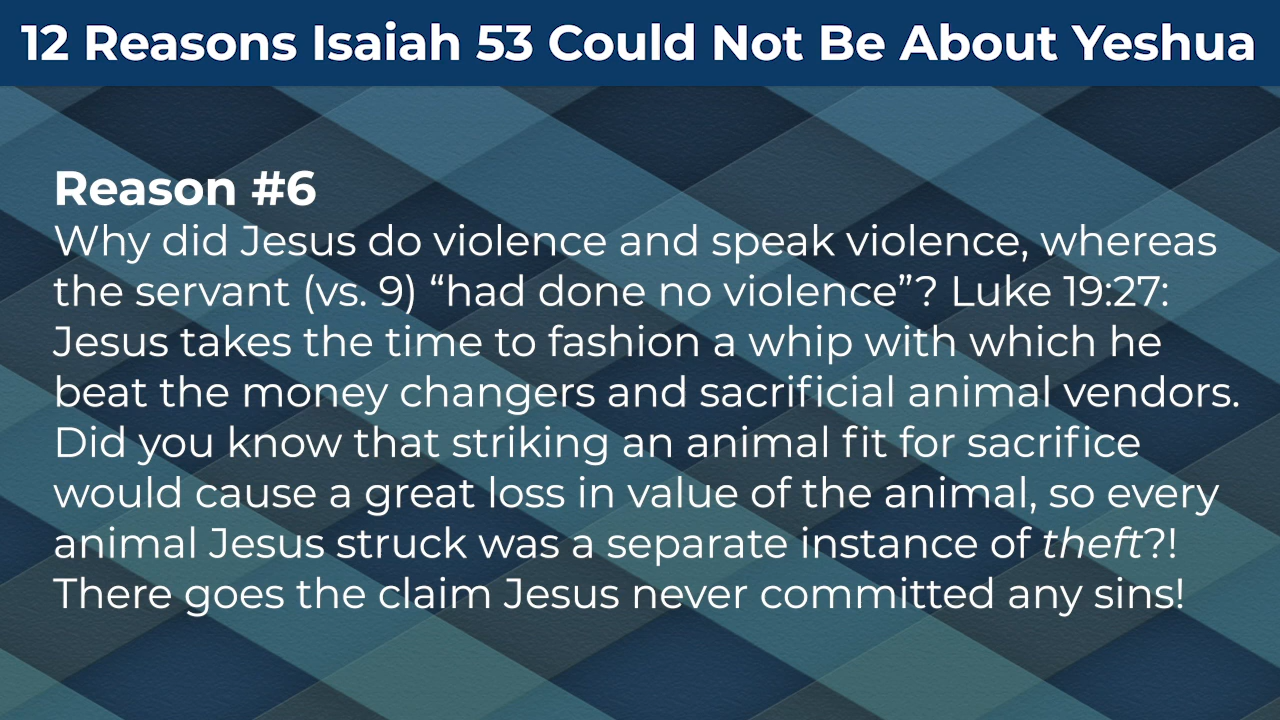 12 Reasons Isaiah 53 Could Not Be About Yeshua
Reason #6
Why did Jesus do violence and speak violence, whereas
the servant (vs. 9) “had done no violence”? Luke 19:27:
Jesus takes the time to fashion a whip with which he
beat the money changers and sacrificial animal vendors.
Did you know that striking an animal fit for sacrifice
would cause a great loss in value of the animal, so every
animal Jesus struck was a separate instance of theft?!
There goes the claim Jesus never committed any sins!